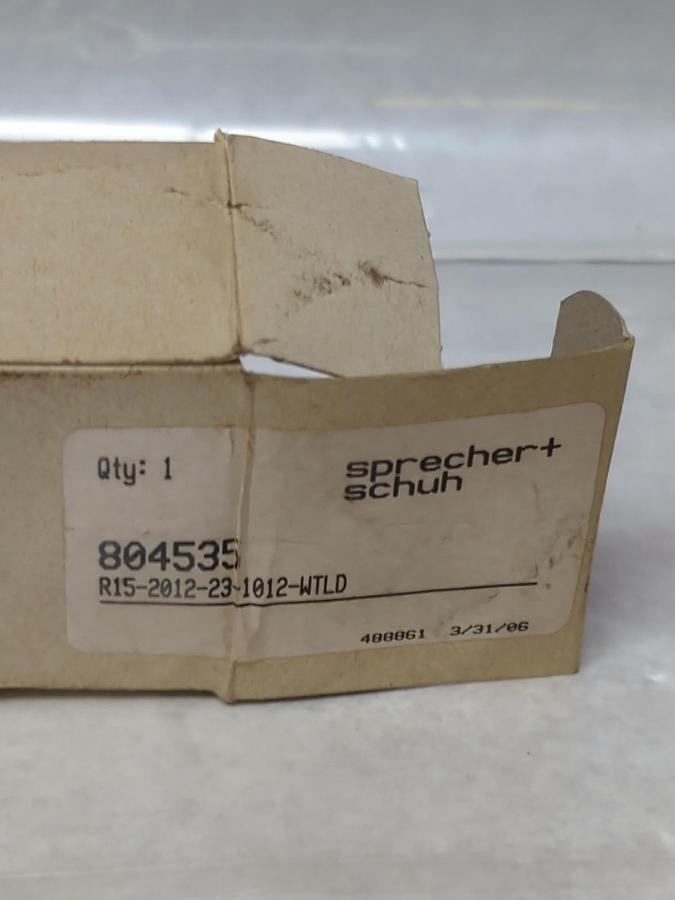 Qty: 1
sprecher+
schuh
804535
R15-2012-23-1012-WTLD
488861 3/31/06